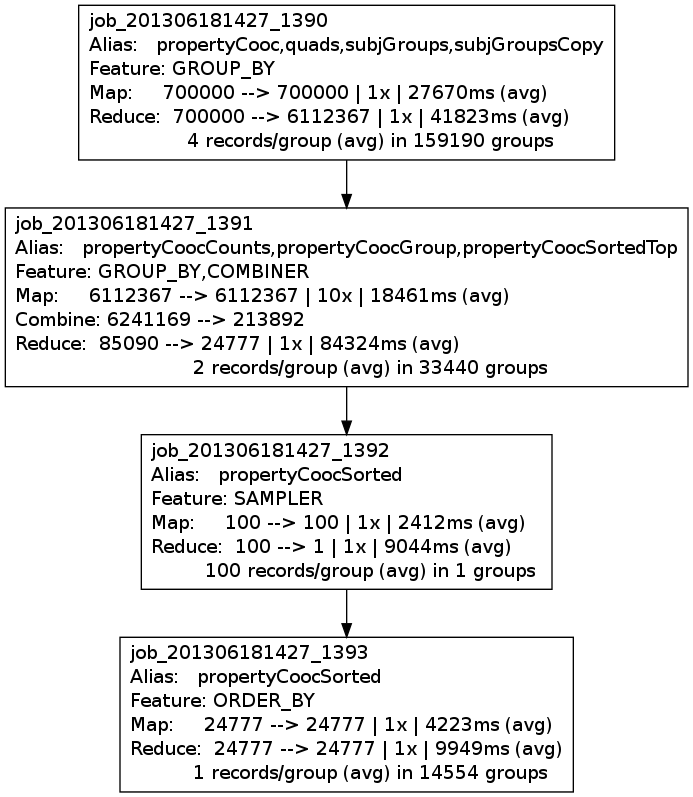 job_201306181427_1390
Alias: propertyCooc,quads,subjGroups,subjGroupsCopy
Feature: GROUP_BY
Map: 700000 --> 700000 | 1x | 27670ms (avg)
Reduce: 700000 --> 6112367 | 1x | 41823ms (avg)
4 records/group (avg) in 159190 groups
job_201306181427_1391
Alias: propertyCoocCounts,propertyCoocGroup,propertyCoocSortedTop
Feature: GROUP_BY,COMBINER
Map: 6112367 --> 6112367 | 10x | 18461ms (avg)
Combine: 6241169 --> 213892
Reduce: 85090 --> 24777 | 1x | 84324ms (avg)
2 records/group (avg) in 33440 groups
job_201306181427_1392
Alias: propertyCoocSorted
Feature: SAMPLER
Map: 100 --> 100 | 1x | 2412ms (avg)
Reduce: 100 --> 1 | 1x | 9044ms (avg)
100 records/group (avg) in 1 groups
job_201306181427_1393
Alias: propertyCoocSorted
Feature: ORDER_BY
Map: 24777 --> 24777 | 1x | 4223ms (avg)
Reduce: 24777 --> 24777 | 1x | 9949ms (avg)
1 records/group (avg) in 14554 groups